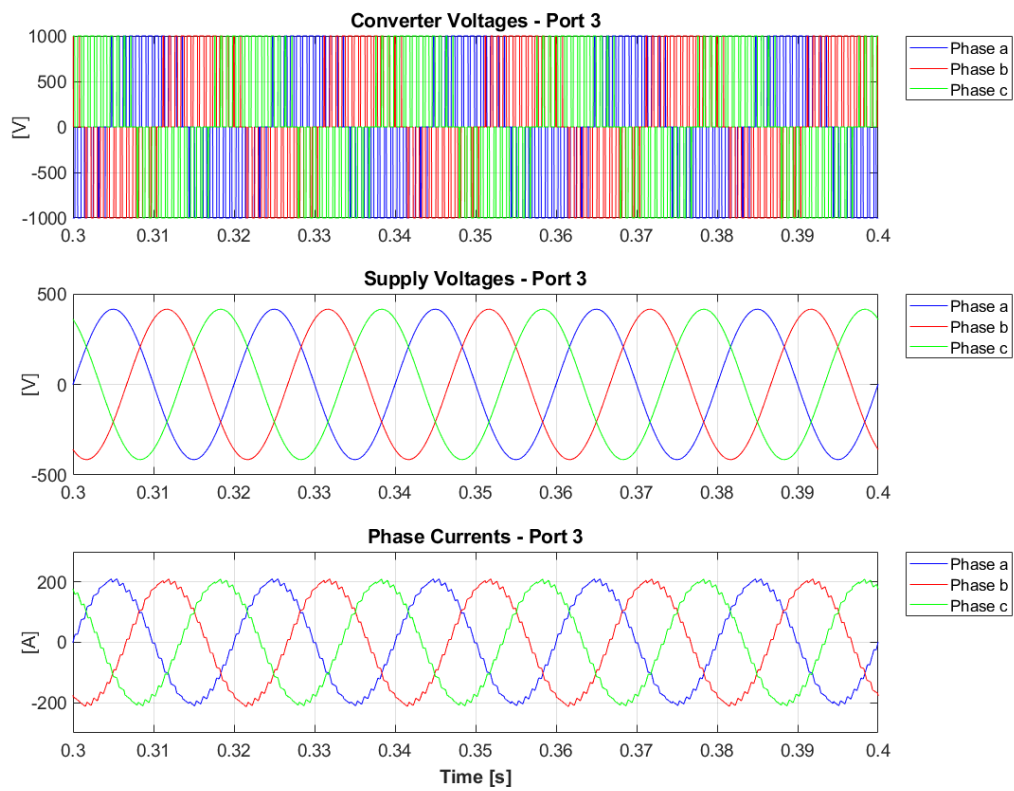 Converter Voltages - Port 3
1000
500
0
-500
-1000
[V]
0.3 0.31 0.32 0.33 0.34 0.35 0.36 0.37 0.38 0.39 0.4
Phase a
Phase b
Phase c
Supply Voltages - Port 3
500
0
-500
[V]
0.3 0.31 0.32 0.33 0.34 0.35 0.36 0.37 0.38 0.39 0.4
Phase a
Phase b
Phase c
Phase Currents - Port 3
200
0
-200
[A]
0.3 0.31 0.32 0.33 0.34 0.35 0.36 0.37 0.38 0.39 0.4
Time [s]
Phase a
Phase b
Phase c